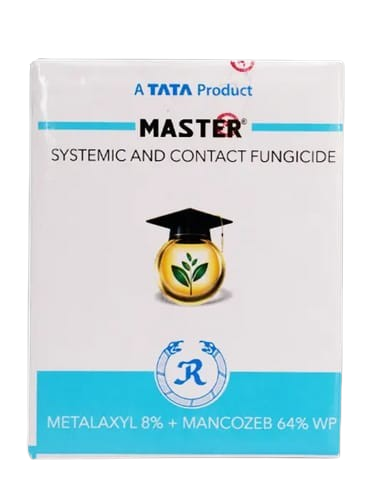 A TATA Product
MASTER®
SYSTEMIC AND CONTACT FUNGICIDE
R
METALAXYL 8% + MANCOZEB 64% WP